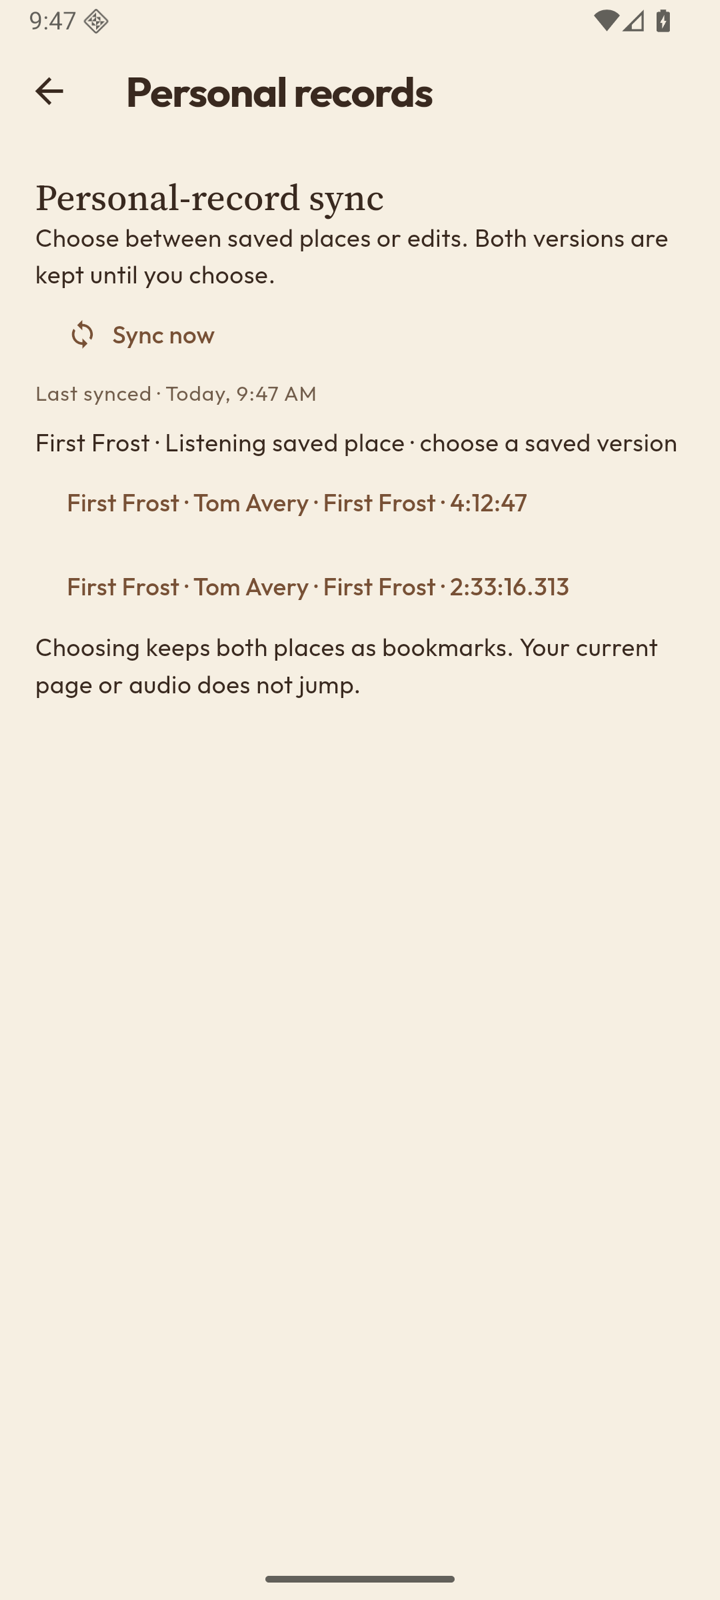 9:47
Personal records
Personal-record sync
Choose between saved places or edits. Both versions are
kept until you choose.
Sync now
Last synced · Today, 9:47 AM
First Frost · Listening saved place · choose a saved version
First Frost · Tom Avery · First Frost · 4:12:47
First Frost · Tom Avery · First Frost · 2:33:16.313
Choosing keeps both places as bookmarks. Your current
page or audio does not jump.